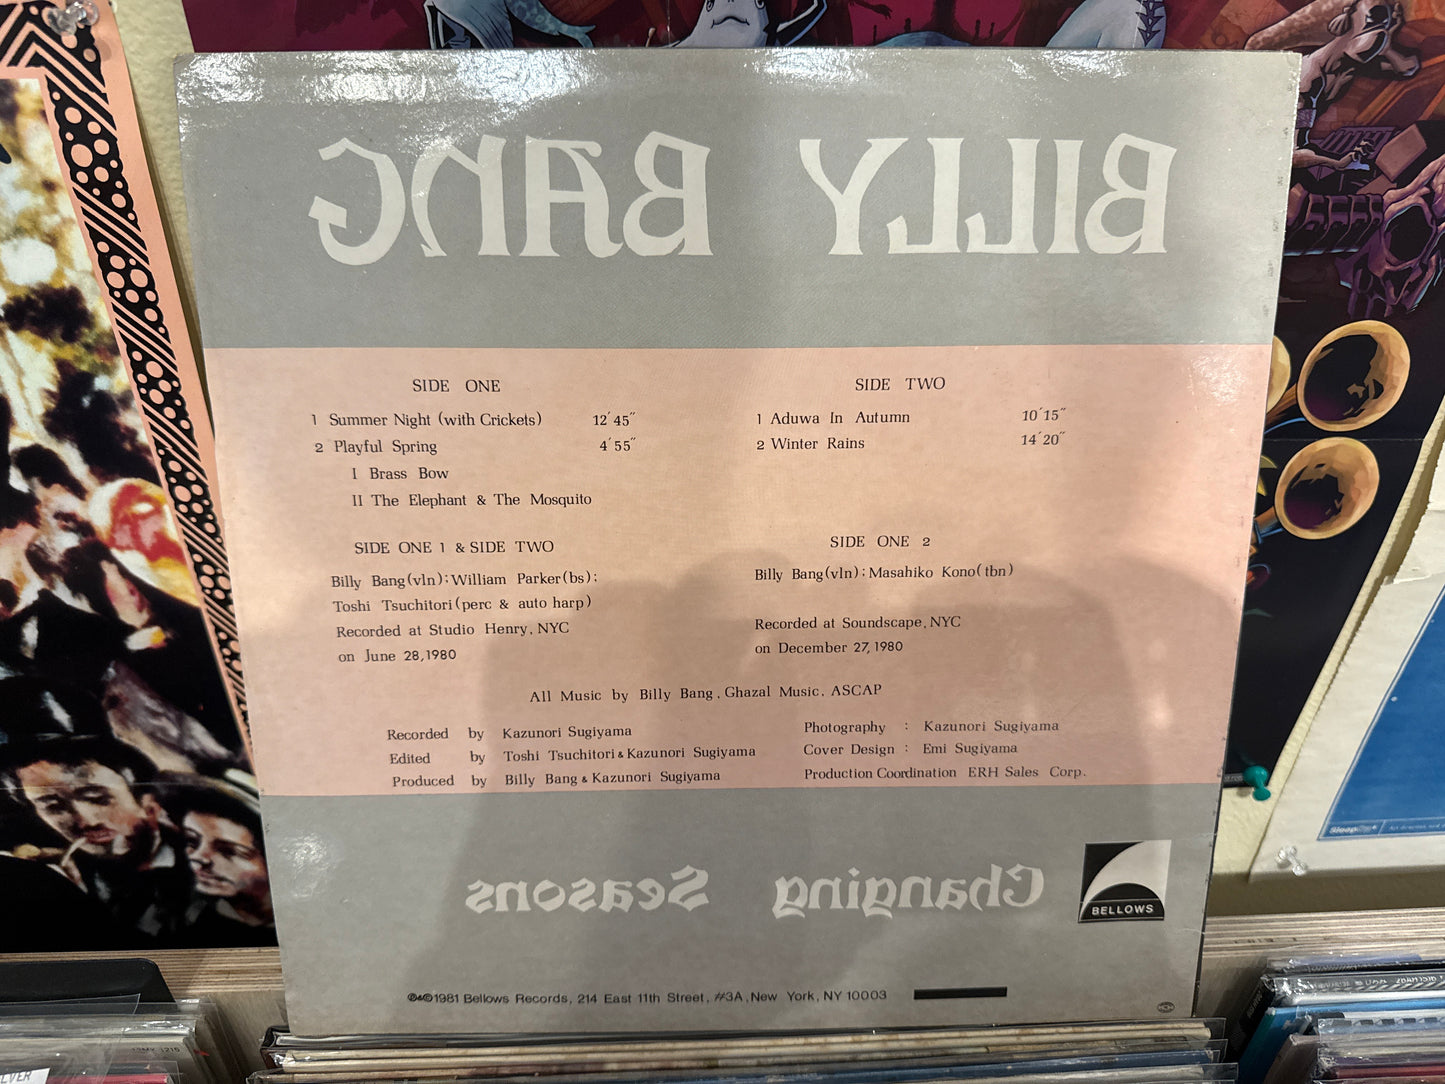 BILLY BANG
SIDE ONE
1 Summer Night (with Crickets) 12′45″
2 Playful Spring 4′55″
I Brass Bow
II The Elephant & The Mosquito
SIDE TWO
1 Aduwa In Autumn 10′15″
2 Winter Rains 14′20″
SIDE ONE 1 & SIDE TWO
Billy Bang(vln);William Parker(bs);
Toshi Tsuchitori(perc & auto harp)
Recorded at Studio Henry, NYC
on June 28,1980
SIDE ONE 2
Billy Bang(vln);Masahiko Kono(tbn)
Recorded at Soundscape, NYC
on December 27, 1980
All Music by Billy Bang, Ghazal Music, ASCAP
Recorded by Kazunori Sugiyama
Edited by Toshi Tsuchitori & Kazunori Sugiyama
Produced by Billy Bang & Kazunori Sugiyama
Photography : Kazunori Sugiyama
Cover Design : Emi Sugiyama
Production Coordination ERH Sales Corp.
Changing Seasons
BELLOWS
℗&©1981 Bellows Records, 214 East 11th Street, #3A, New York, NY 10003